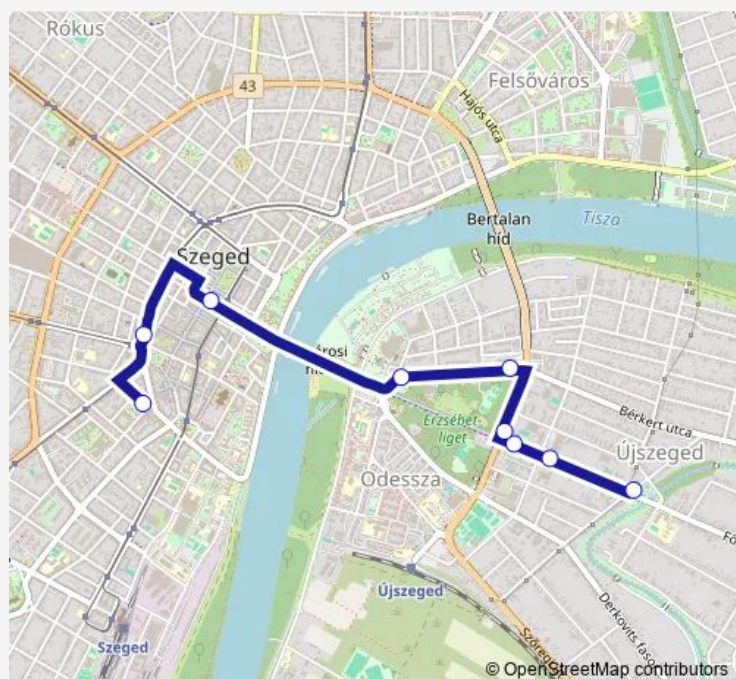 Rókus
43
Felsőváros
Hajós utca
Bertalan
híd
Tisza
Szeged
Bérkert utca
Erzsébet-
liget
Újszeged
Odessza
Újszeged
Derkovits fasor
Szeged
© OpenStreetMap contributors